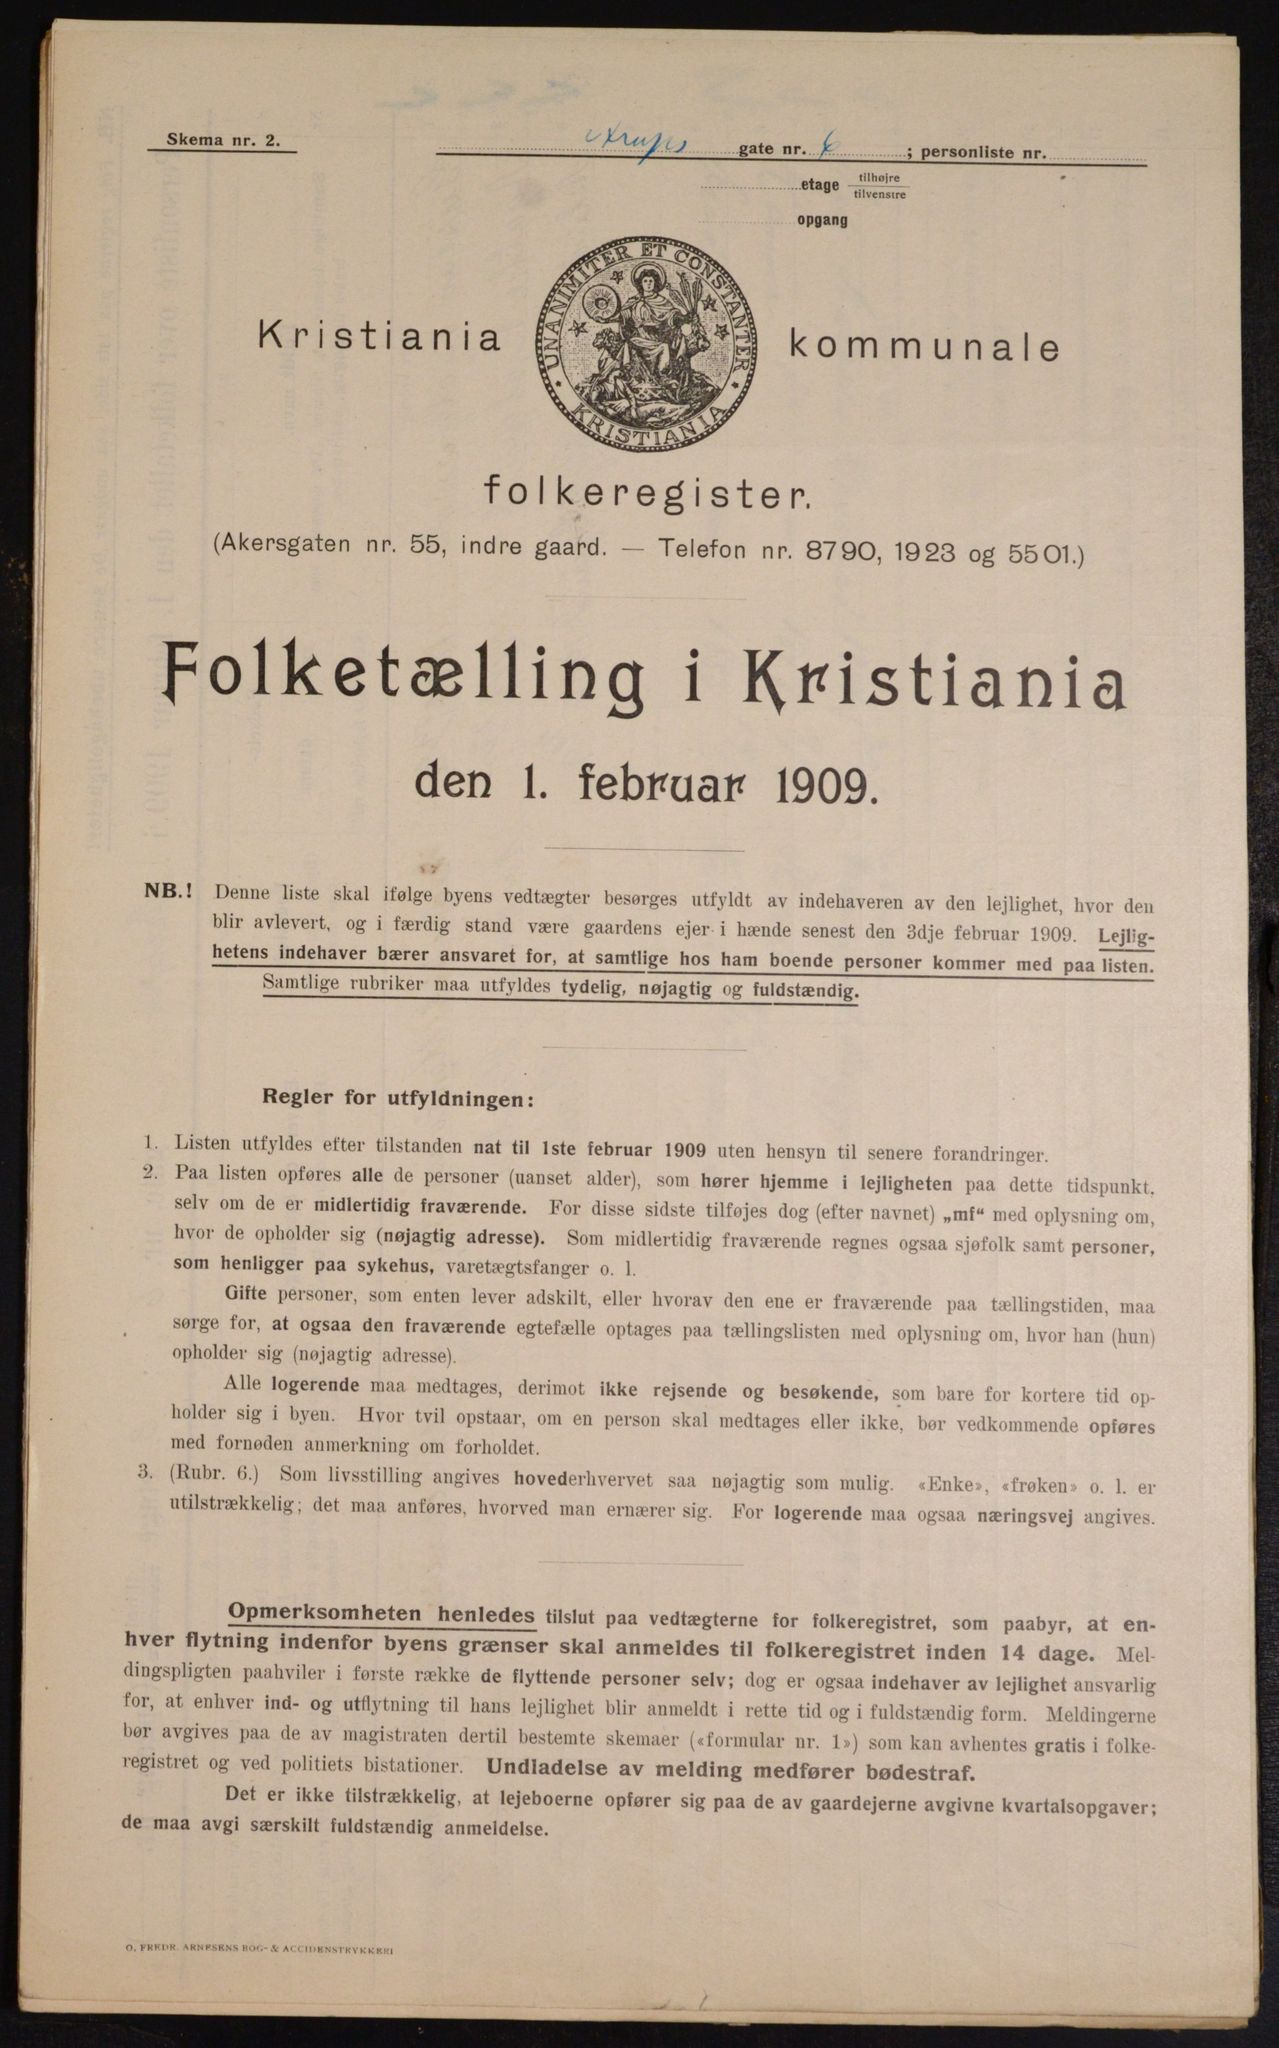 Skema nr. 2.
Arups gate nr. 6; personliste nr.
etage tilhøjre
tilvenstre
opgang
UNANIMITER ET CONSTANTER
KRISTIANIA
Kristiania kommunale
folkeregister.
(Akersgaten nr. 55, indre gaard. — Telefon nr. 8790, 1923 og 5501.)
Folketælling i Kristiania
den 1. februar 1909.
NB.! Denne liste skal ifølge byens vedtægter besørges utfyldt av indehaveren av den lejlighet, hvor den
blir avlevert, og i færdig stand være gaardens ejer i hænde senest den 3dje februar 1909. Lejlig-
hetens indehaver bærer ansvaret for, at samtlige hos ham boende personer kommer med paa listen.
Samtlige rubriker maa utfyldes tydelig, nøjagtig og fuldstændig.
Regler for utfyldningen:
1. Listen utfyldes efter tilstanden nat til 1ste februar 1909 uten hensyn til senere forandringer.
2. Paa listen opføres alle de personer (uanset alder), som hører hjemme i lejligheten paa dette tidspunkt,
selv om de er midlertidig fraværende. For disse sidste tilføjes dog (efter navnet) „mf“ med oplysning om,
hvor de opholder sig (nøjagtig adresse). Som midlertidig fraværende regnes ogsaa sjøfolk samt personer,
som henligger paa sykehus, varetægtsfanger o. l.
Gifte personer, som enten lever adskilt, eller hvorav den ene er fraværende paa tællingstiden, maa
sørge for, at ogsaa den fraværende egtefælle optages paa tællingslisten med oplysning om, hvor han (hun)
opholder sig (nøjagtig adresse).
Alle logerende maa medtages, derimot ikke rejsende og besøkende, som bare for kortere tid op-
holder sig i byen. Hvor tvil opstaar, om en person skal medtages eller ikke, bør vedkommende opføres
med fornøden anmerkning om forholdet.
3. (Rubr. 6.) Som livsstilling angives hovederhvervet saa nøjagtig som mulig. «Enke», «frøken» o. l. er
utilstrækkelig; det maa anføres, hvorved man ernærer sig. For logerende maa ogsaa næringsvej angives.
Opmerksomheten henledes tilslut paa vedtægterne for folkeregistret, som paabyr, at en-
hver flytning indenfor byens grænser skal anmeldes til folkeregistret inden 14 dage. Mel-
dingspligten paahviler i første række de flyttende personer selv; dog er ogsaa indehaver av lejlighet ansvarlig
for, at enhver ind- og utflytning til hans lejlighet blir anmeldt i rette tid og i fuldstændig form. Meldingerne
bør avgives paa de av magistraten dertil bestemte skemaer («formular nr. 1») som kan avhentes gratis i folke-
registret og ved politiets bistationer. Undladelse av melding medfører bødestraf.
Det er ikke tilstrækkelig, at lejeboerne opfører sig paa de av gaardejerne avgivne kvartalsopgaver;
de maa avgi særskilt fuldstændig anmeldelse.
O. FREDR. ARNESENS BOG- & ACCIDENSTRYKKERI